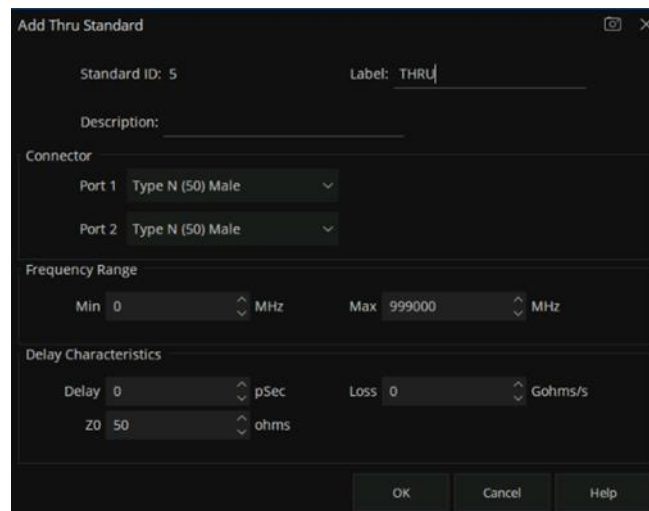 Add Thru Standard
Standard ID: 5 Label: THRU
Description:
Connector
Port 1 Type N (50) Male
Port 2 Type N (50) Male
Frequency Range
Min 0 MHz Max 999000 MHz
Delay Characteristics
Delay 0 pSec Loss 0 Gohms/s
Z0 50 ohms
OK Cancel Help